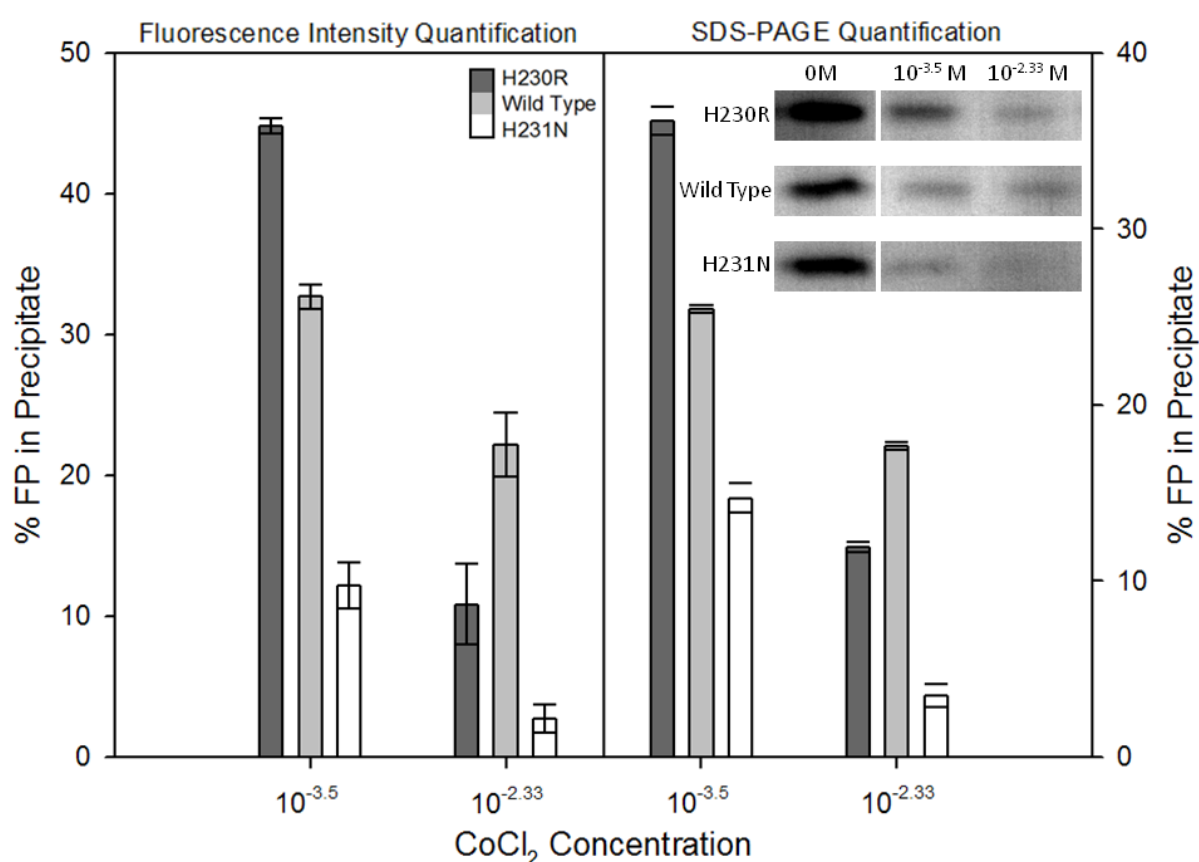 Fluorescence Intensity Quantification
SDS-PAGE Quantification
50
40
30
20
10
0
% FP in Precipitate
H230R
Wild Type
H231N
0M 10^-3.5 M 10^-2.33 M
H230R
Wild Type
H231N
40
30
20
10
0
% FP in Precipitate
10^-3.5 10^-2.33 10^-3.5 10^-2.33
CoCl₂ Concentration